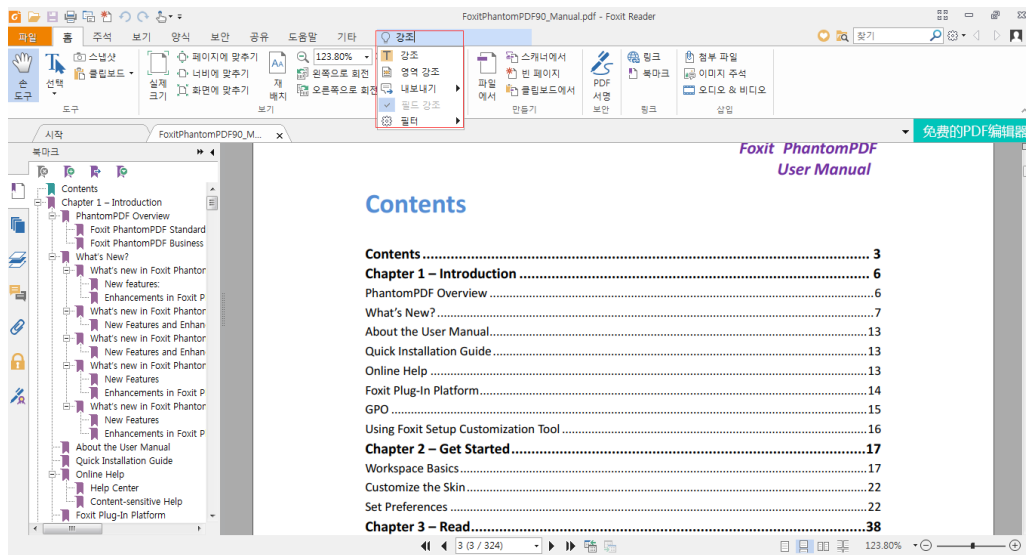 FoxitPhantomPDF90_Manual.pdf - Foxit Reader
파일 홈 주석 보기 양식 보안 공유 도움말 기타 강조 찾기
손 도구
선택
스냅샷
클립보드
도구
실제 크기
페이지에 맞추기
너비에 맞추기
화면에 맞추기
재 배치
123.80%
왼쪽으로 회전
오른쪽으로 회전
보기
강조
영역 강조
내보내기
필드 강조
필터
파일에서
스캐너에서
빈 페이지
클립보드에서
만들기
PDF 서명
보안
링크
북마크
링크
첨부 파일
이미지 주석
오디오 & 비디오
삽입
시작
FoxitPhantomPDF90_M...
免费的PDF编辑器
북마크
Contents
Chapter 1 – Introduction
PhantomPDF Overview
Foxit PhantomPDF Standard
Foxit PhantomPDF Business
What's New?
What's new in Foxit Phantor
New features:
Enhancements in Foxit P
What's new in Foxit Phantor
New Features and Enhan
What's new in Foxit Phantor
New Features and Enhan
What's new in Foxit Phantor
New Features
Enhancements in Foxit P
What's new in Foxit Phantor
New Features
Enhancements in Foxit P
About the User Manual
Quick Installation Guide
Online Help
Help Center
Content-sensitive Help
Foxit Plug-In Platform
Foxit PhantomPDF
User Manual
Contents
Contents 3
Chapter 1 – Introduction 6
PhantomPDF Overview 6
What's New? 7
About the User Manual 13
Quick Installation Guide 13
Online Help 13
Foxit Plug-In Platform 14
GPO 15
Using Foxit Setup Customization Tool 16
Chapter 2 – Get Started 17
Workspace Basics 17
Customize the Skin 22
Set Preferences 22
Chapter 3 – Read 38
3 (3 / 324)
123.80%